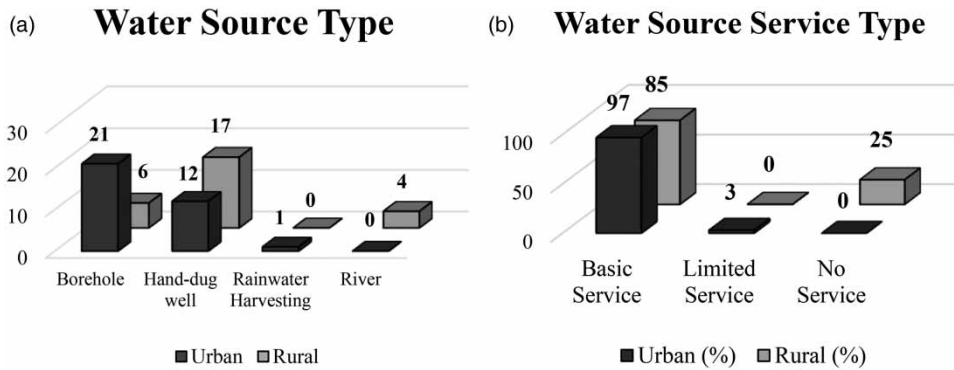 (a) Water Source Type
30
20
10
0
21
6
12
17
1
0
0
4
Borehole
Hand-dug
well
Rainwater
Harvesting
River
Urban Rural
(b) Water Source Service Type
100
50
0
97
85
3
0
0
25
Basic
Service
Limited
Service
No
Service
Urban (%) Rural (%)